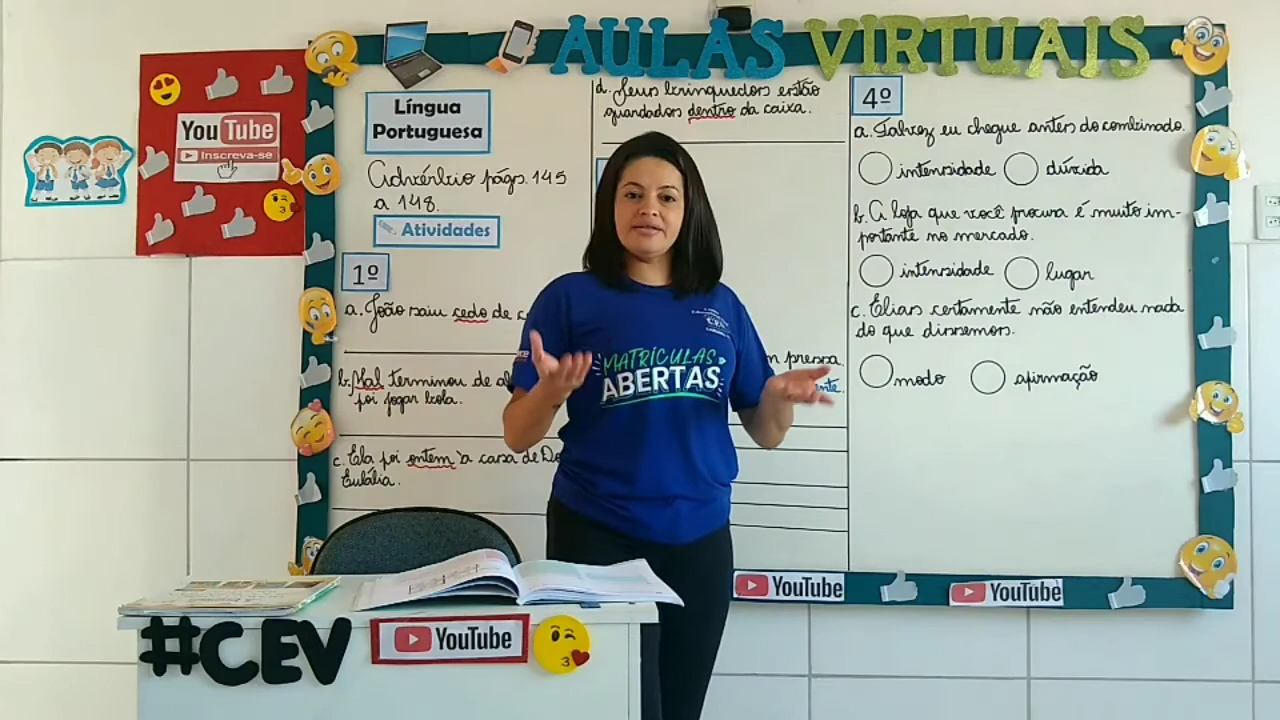 AULAS VIRTUAIS
YouTube
Inscreva-se
Língua
Portuguesa
Advérbio págs. 145
a 148.
Atividades
1º
a. João saiu cedo de
b. Mal terminou de
foi jogar bola.
c. Ela foi ontem à casa de
Eulália.
d. Seus brinquedos estão
guardados dentro da caixa.
pressa.
4º
a. Talvez eu chegue antes do combinado.
intensidade dúvida
b. A loja que você procura é muito im-
portante no mercado.
intensidade lugar
c. Elias certamente não entendeu nada
do que dissemos.
modo afirmação
MATRÍCULAS
ABERTAS
YouTube
YouTube
#CEV
YouTube